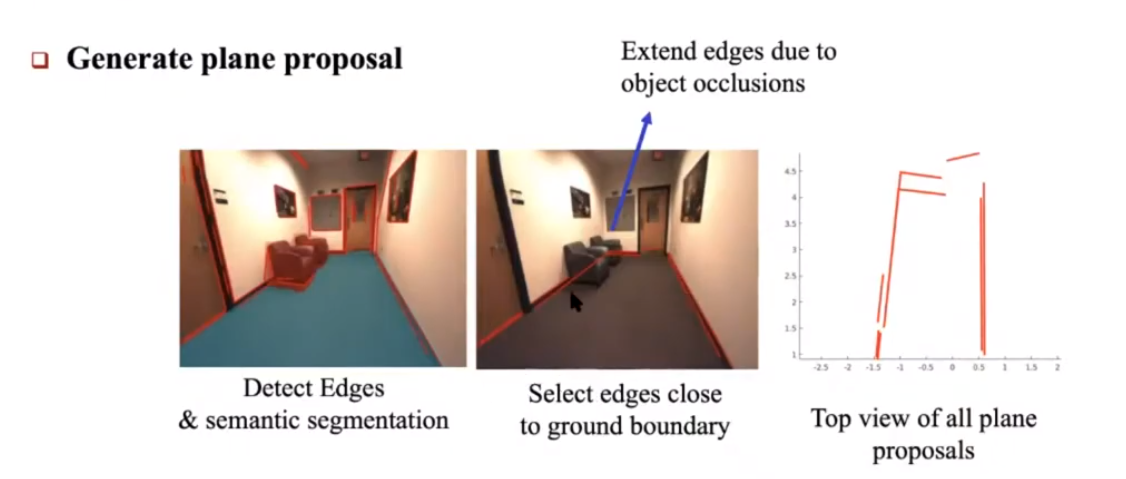 Generate plane proposal
Extend edges due to
object occlusions
Detect Edges
& semantic segmentation
Select edges close
to ground boundary
4.5
4
3.5
3
2.5
2
1.5
1
-2.5 -2 -1.5 -1 -0.5 0 0.5 1 1.5 2
Top view of all plane
proposals